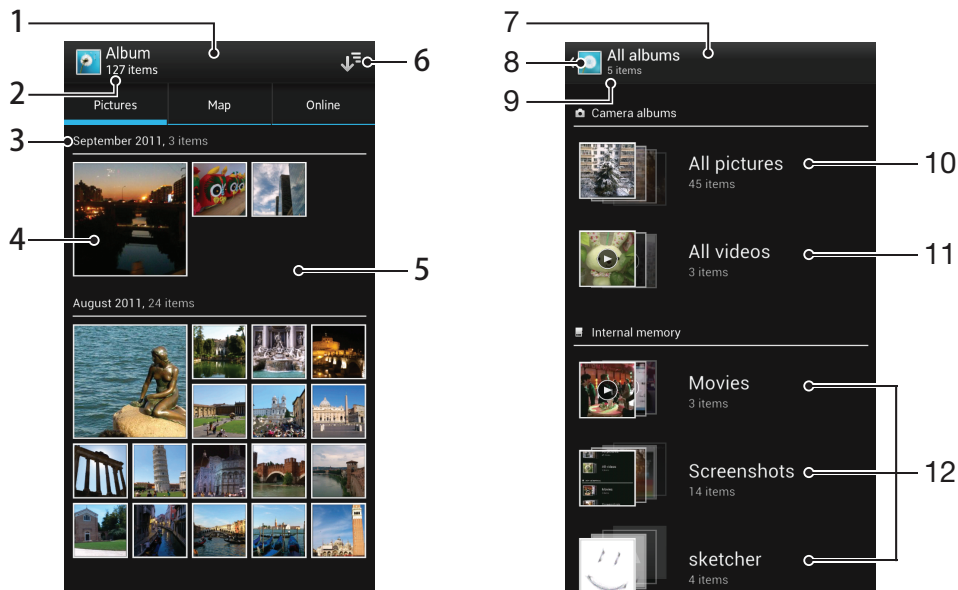 1
Album
127 items
6
2
Pictures
Map
Online
3
September 2011, 3 items
4
5
August 2011, 24 items
7
8
All albums
5 items
9
Camera albums
All pictures
45 items
10
All videos
3 items
11
Internal memory
Movies
3 items
Screenshots
14 items
12
sketcher
4 items